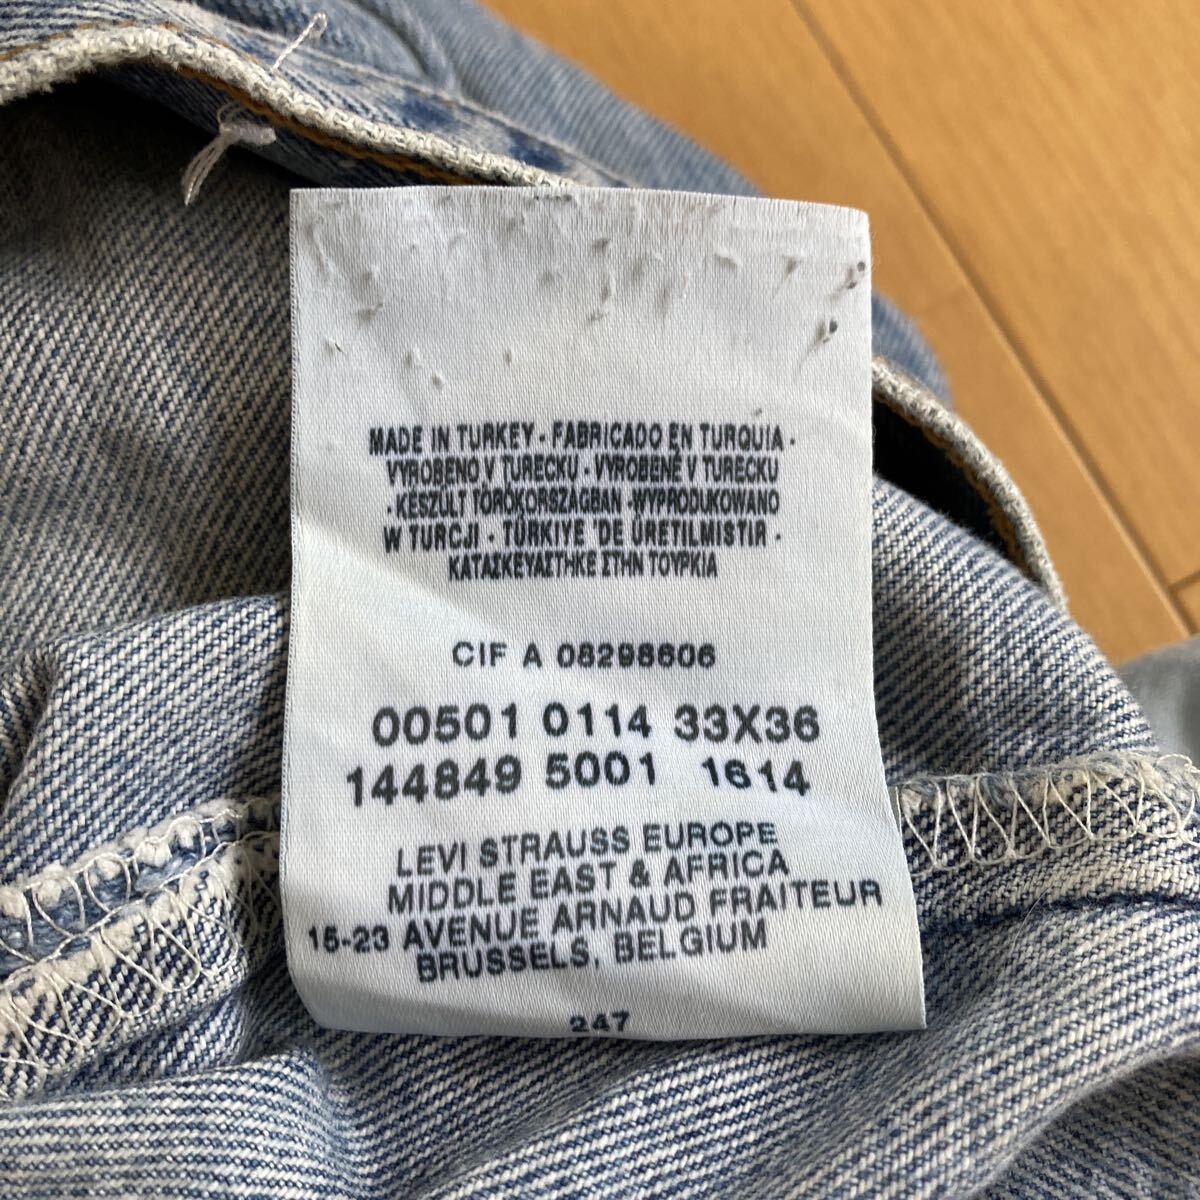 MADE IN TURKEY - FABRICADO EN TURQUIA -
VYROBENO V TURECKU - VYROBENÉ V TURECKU
- KÉSZÜLT TÖRÖKORSZÁGBAN - WYPRODUKOWANO
W TURCJI - TÜRKIYE 'DE ÜRETILMISTIR -
ΚΑΤΑΣΚΕΥΑΣΤΗΚΕ ΣΤΗΝ ΤΟΥΡΚΙΑ
CIF A 08298606
00501 0114 33X36
144849 5001 1614
LEVI STRAUSS EUROPE
MIDDLE EAST & AFRICA
15-23 AVENUE ARNAUD FRAITEUR
BRUSSELS, BELGIUM
247